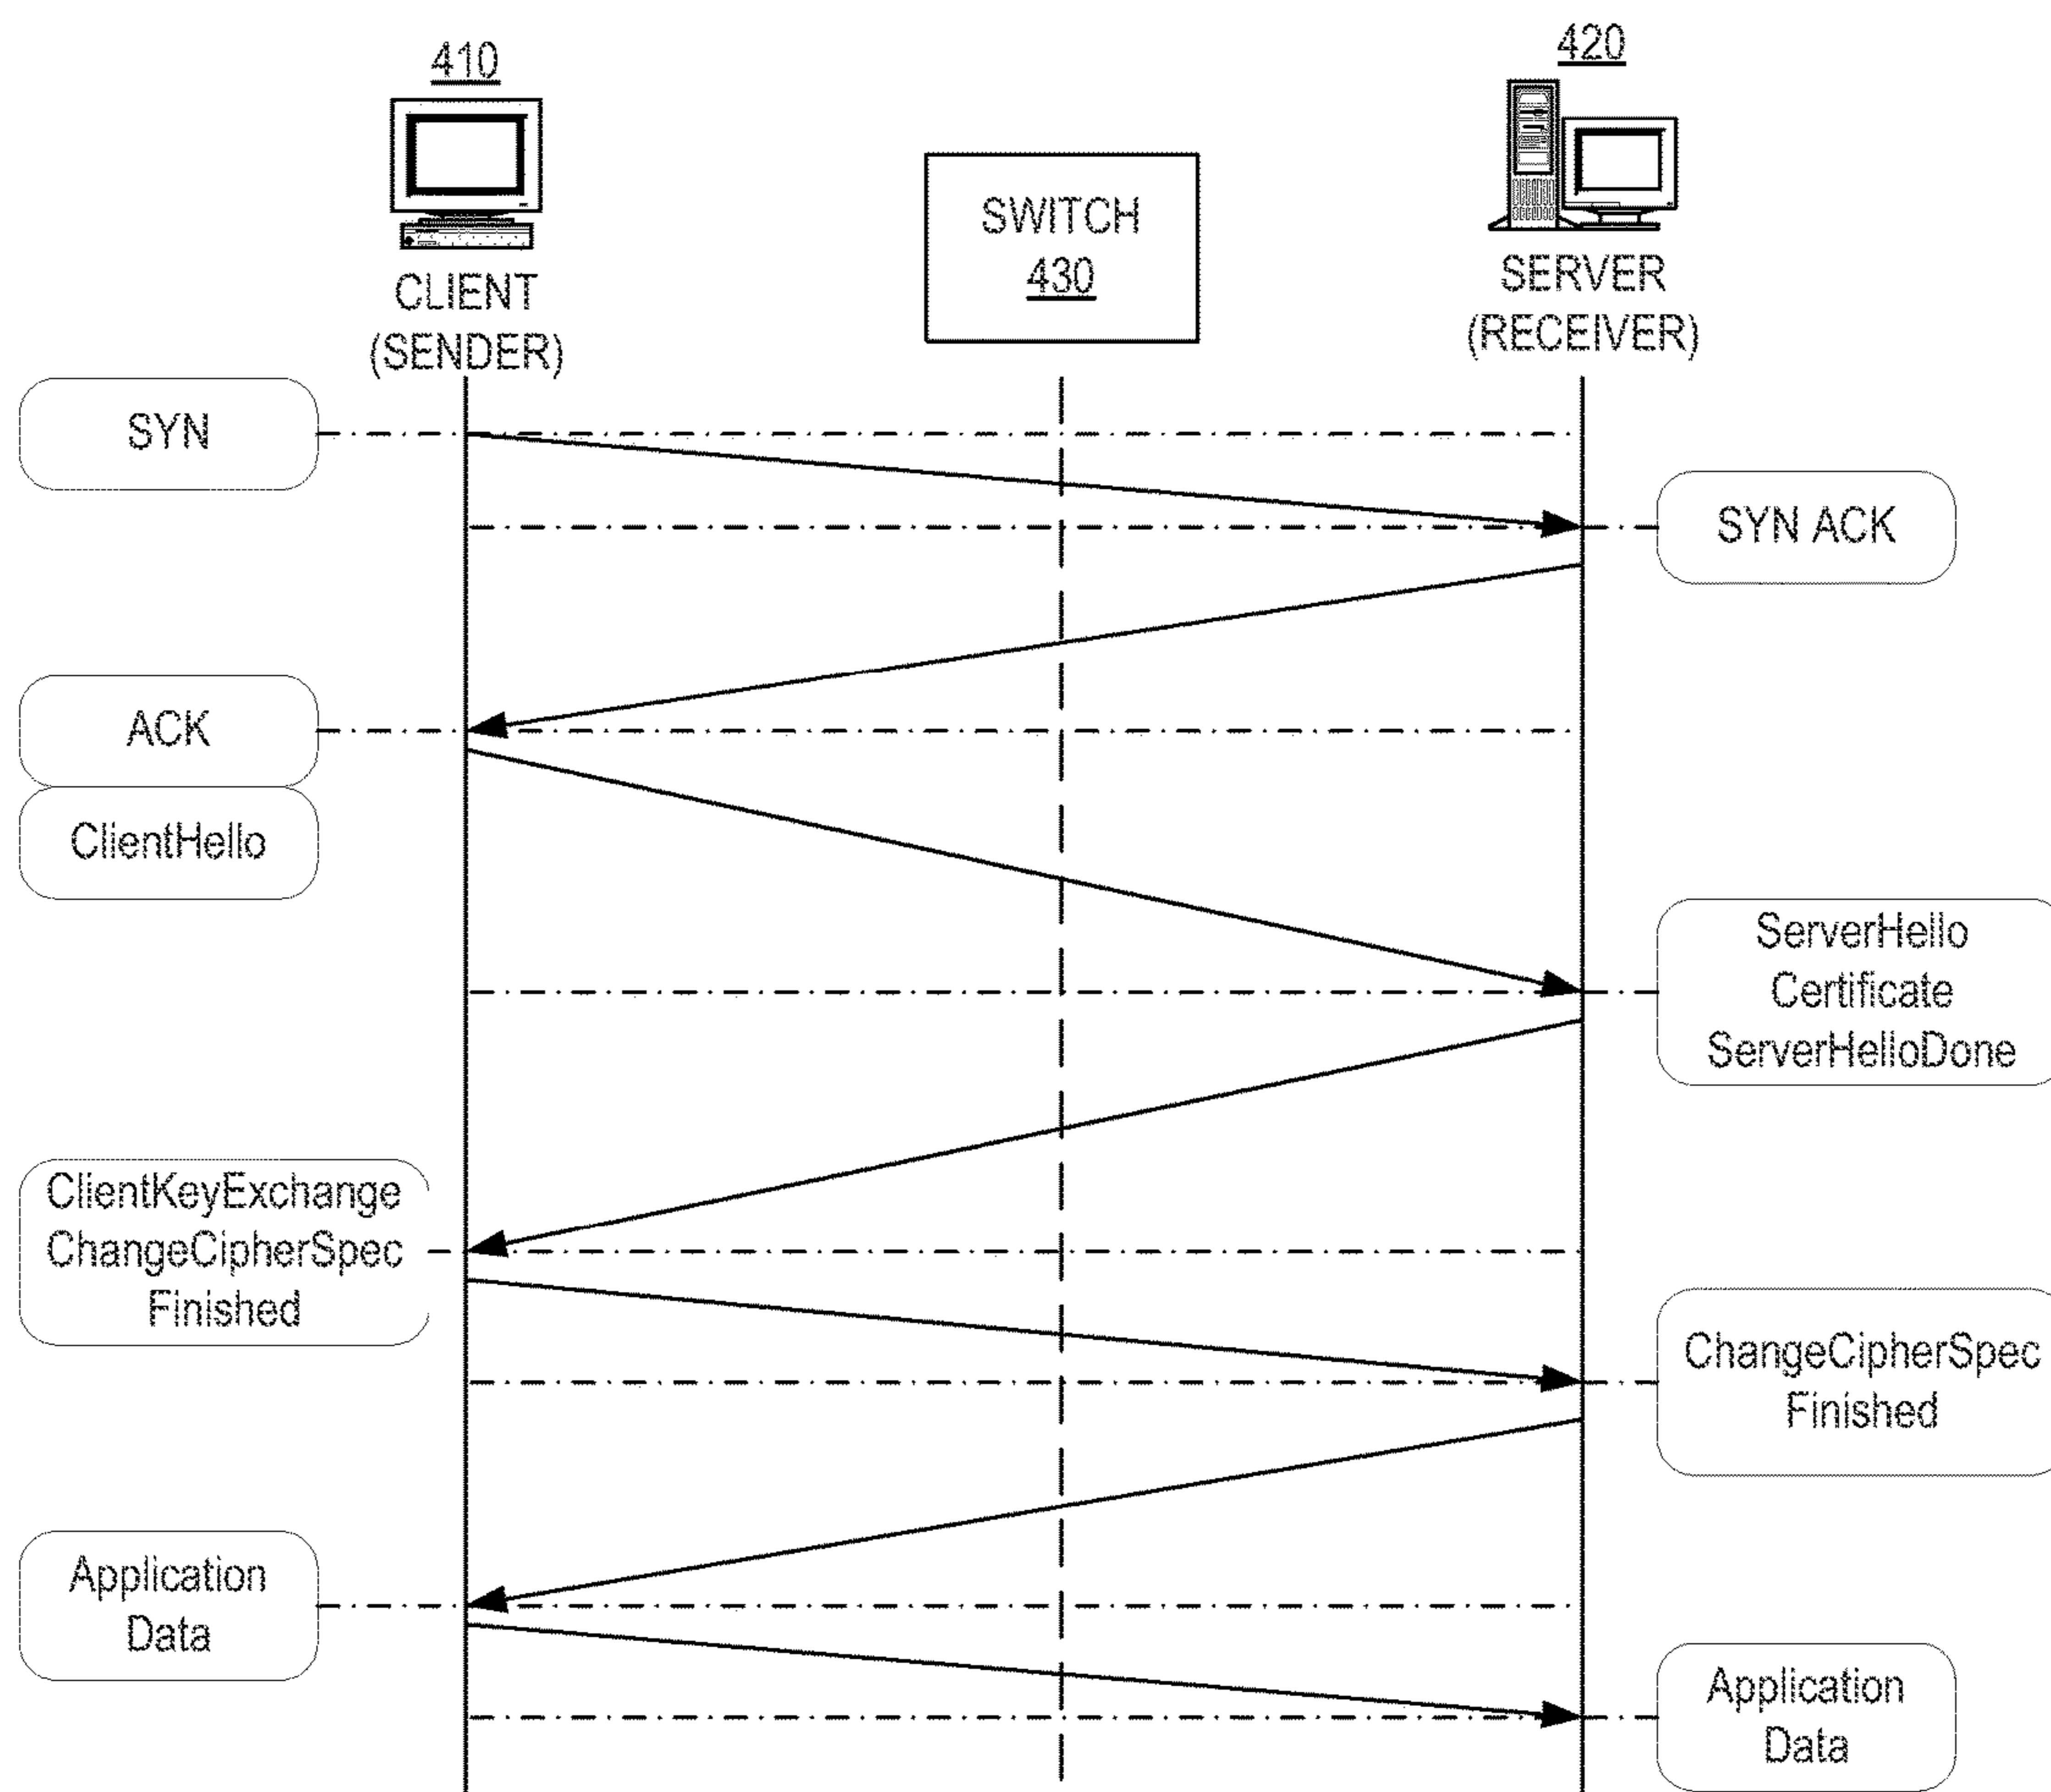 410
420
SWITCH
430
CLIENT
(SENDER)
SERVER
(RECEIVER)
SYN
SYN ACK
ACK
ClientHello
ServerHello
Certificate
ServerHelloDone
ClientKeyExchange
ChangeCipherSpec
Finished
ChangeCipherSpec
Finished
Application
Data
Application
Data